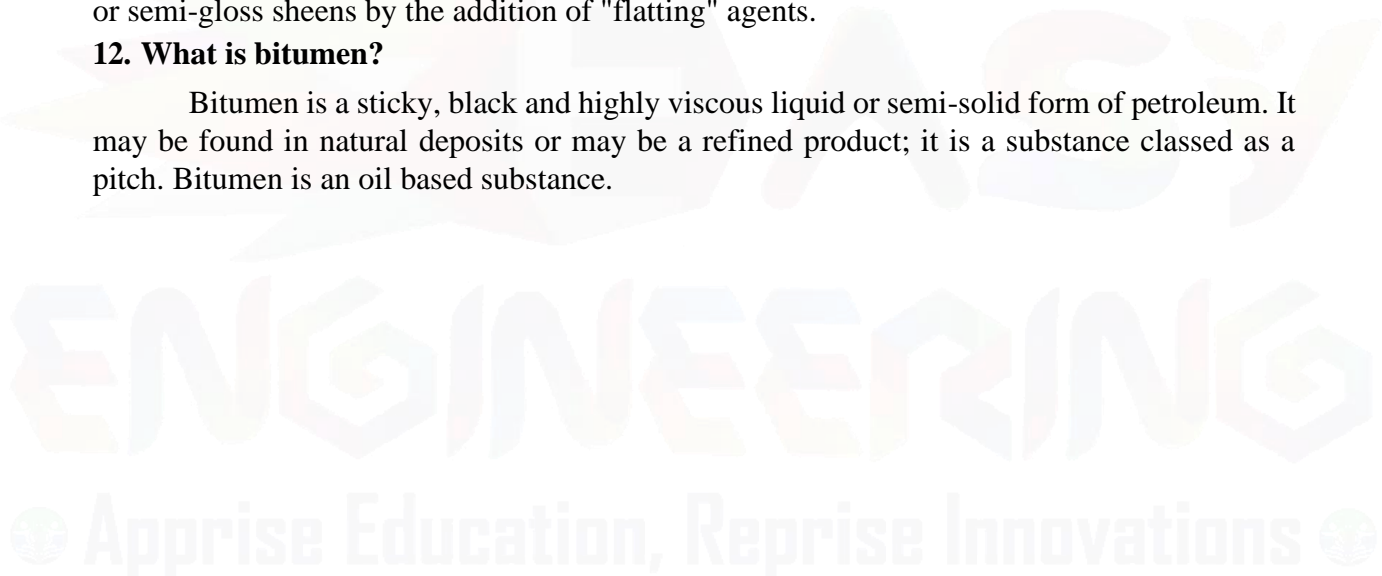 or semi-gloss sheens by the addition of "flatting" agents.
12. What is bitumen?
Bitumen is a sticky, black and highly viscous liquid or semi-solid form of petroleum. It
may be found in natural deposits or may be a refined product; it is a substance classed as a
pitch. Bitumen is an oil based substance.
EASy
ENGINEERING
Apprise Education, Reprise Innovations